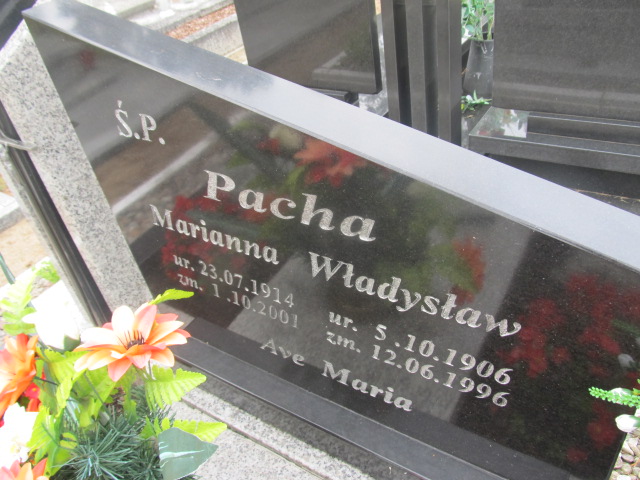 Ś.P.
Pacha
Marianna Władysław
ur. 23.07.1914 ur. 5.10.1906
zm. 1.10.2001 zm. 12.06.1996
Ave Maria